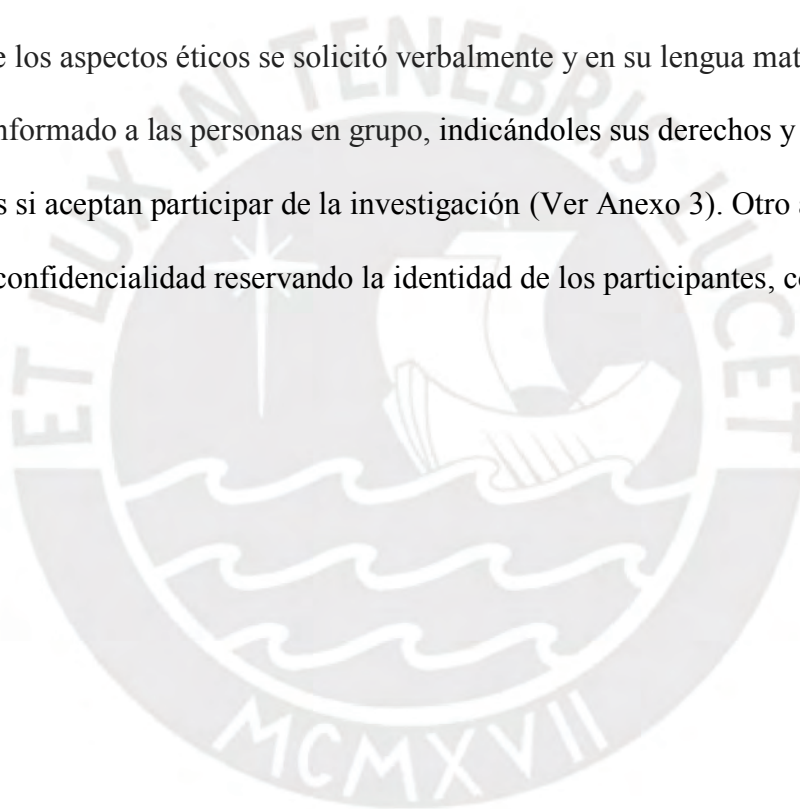 e los aspectos éticos se solicitó verbalmente y en su lengua mat
nformado a las personas en grupo, indicándoles sus derechos y
s si aceptan participar de la investigación (Ver Anexo 3). Otro
confidencialidad reservando la identidad de los participantes, c
ET LUX IN TENEBRIS LUCET
MCMXVII